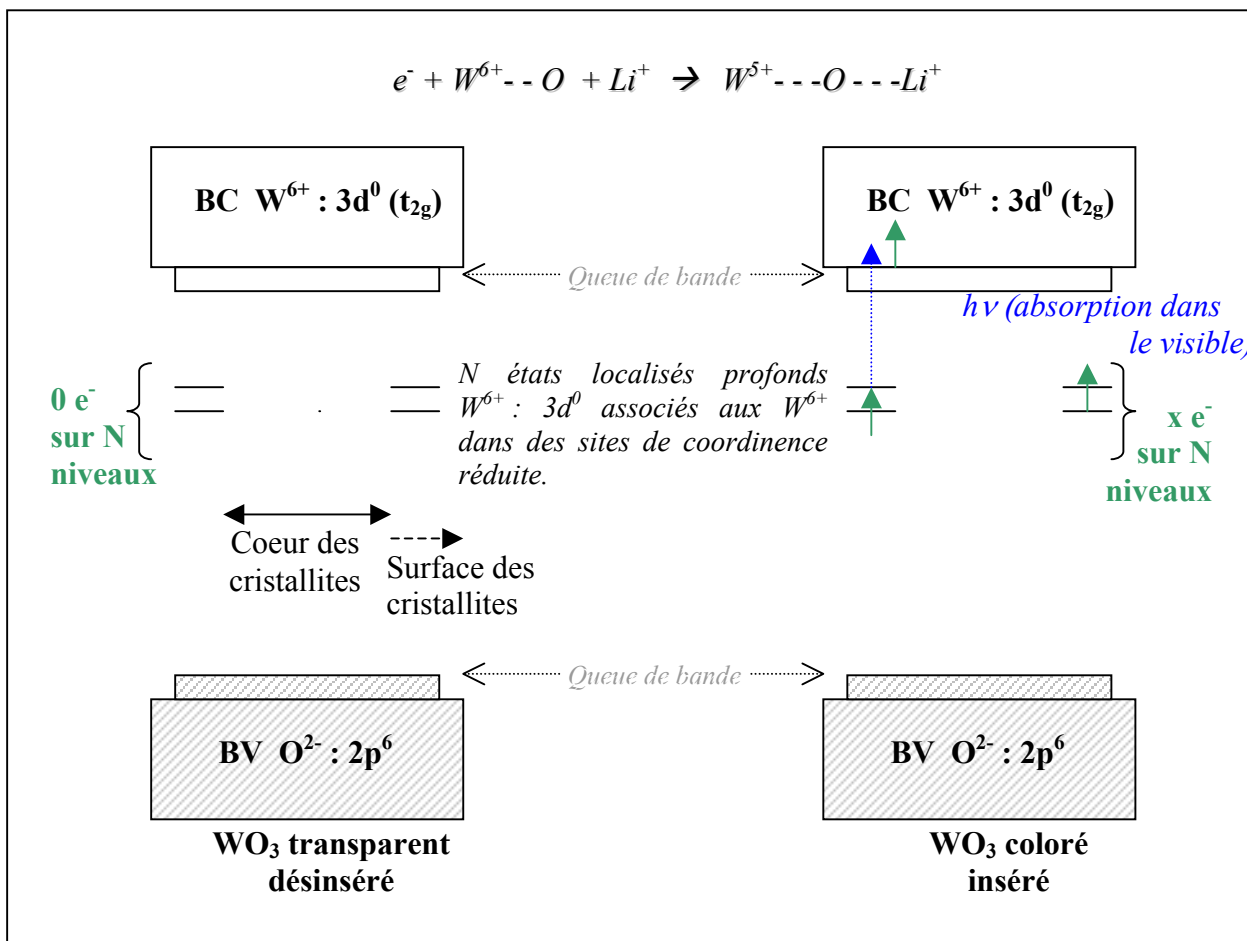 e⁻ + W⁶⁺- - O + Li⁺ → W⁵⁺- - -O - - -Li⁺
BC W⁶⁺ : 3d⁰ (t₂g)
BC W⁶⁺ : 3d⁰ (t₂g)
Queue de bande
hν (absorption dans
le visible)
0 e⁻
sur N
niveaux
N états localisés profonds
W⁶⁺ : 3d⁰ associés aux W⁶⁺
dans des sites de coordinence
réduite.
x e⁻
sur N
niveaux
Coeur des
cristallites
Surface des
cristallites
Queue de bande
BV O²⁻ : 2p⁶
BV O²⁻ : 2p⁶
WO₃ transparent
désinséré
WO₃ coloré
inséré